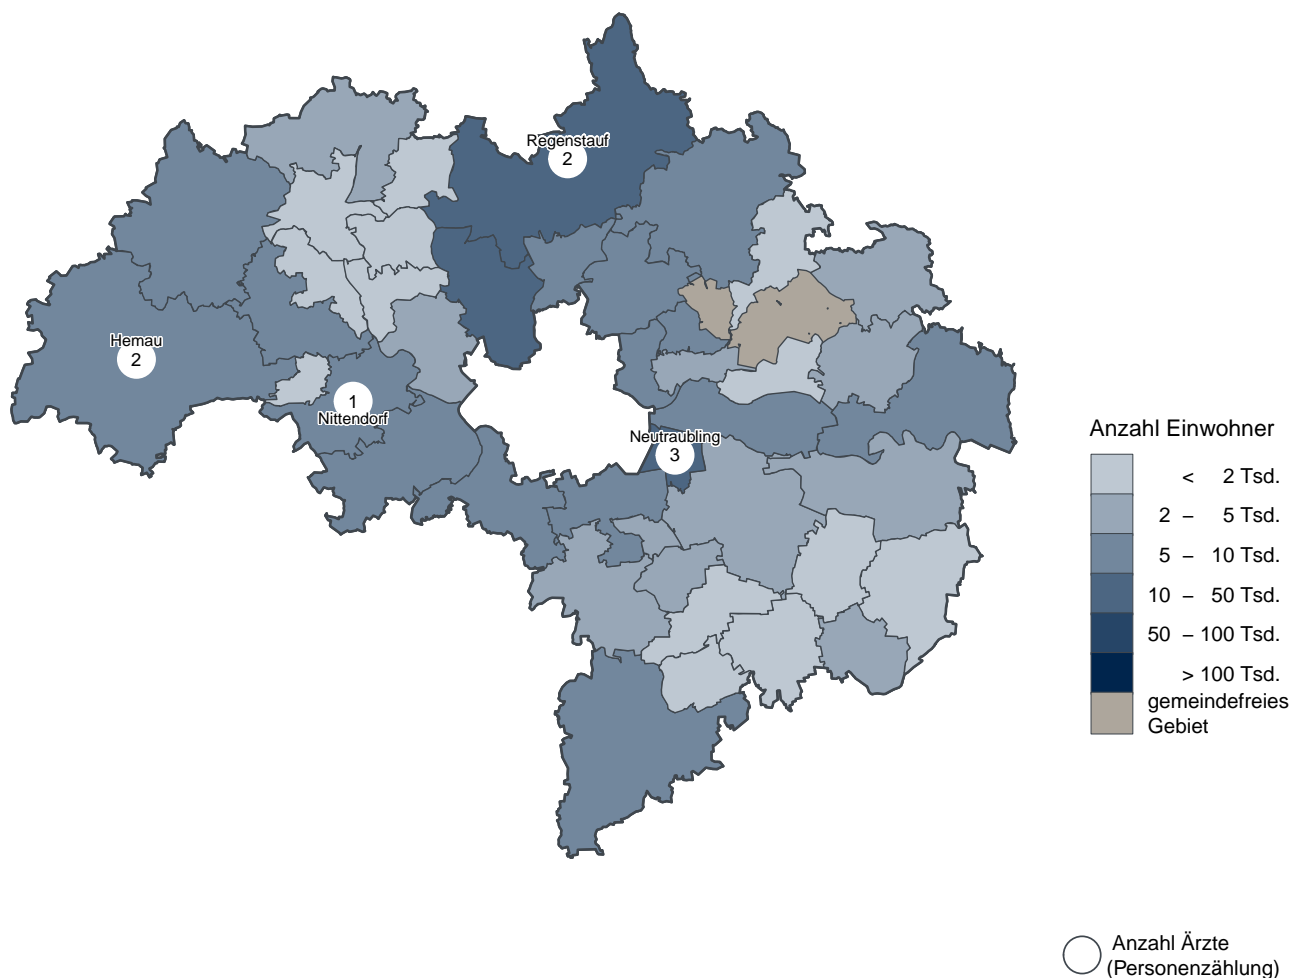 Regenstauf
2
Hemau
2
1
Nittendorf
Neutraubling
3
Anzahl Einwohner
< 2 Tsd.
2 – 5 Tsd.
5 – 10 Tsd.
10 – 50 Tsd.
50 – 100 Tsd.
> 100 Tsd.
gemeindefreies
Gebiet
Anzahl Ärzte
(Personenzählung)